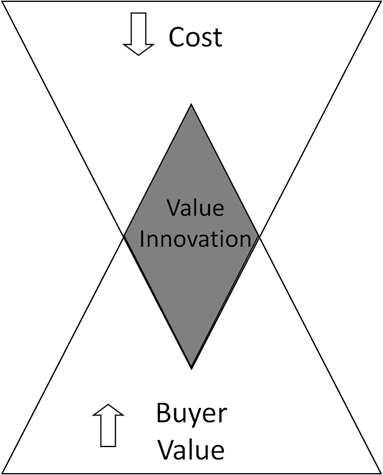 Cost
Value
Innovation
Buyer
Value